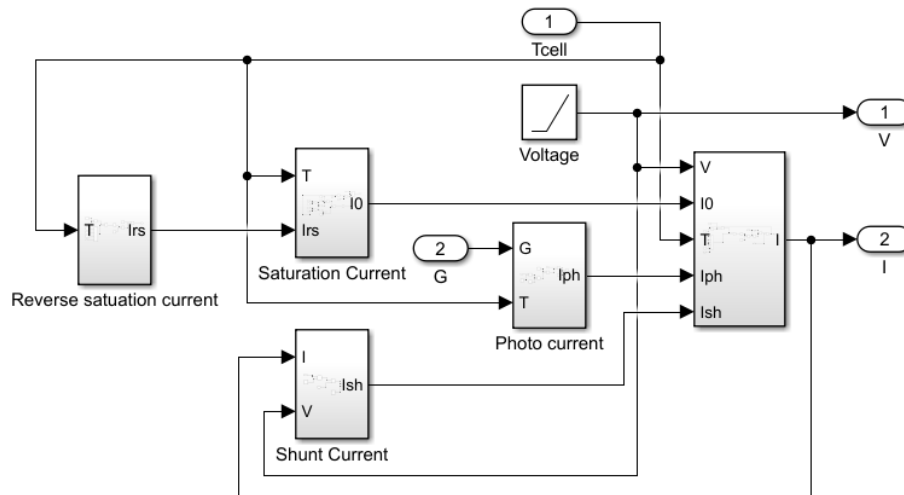 1
Tcell
Voltage
1
V
T
I0
Irs
Saturation Current
T
Irs
Reverse satuation current
2
G
G
Iph
T
Photo current
V
I0
T
I
Iph
Ish
2
I
I
Ish
V
Shunt Current